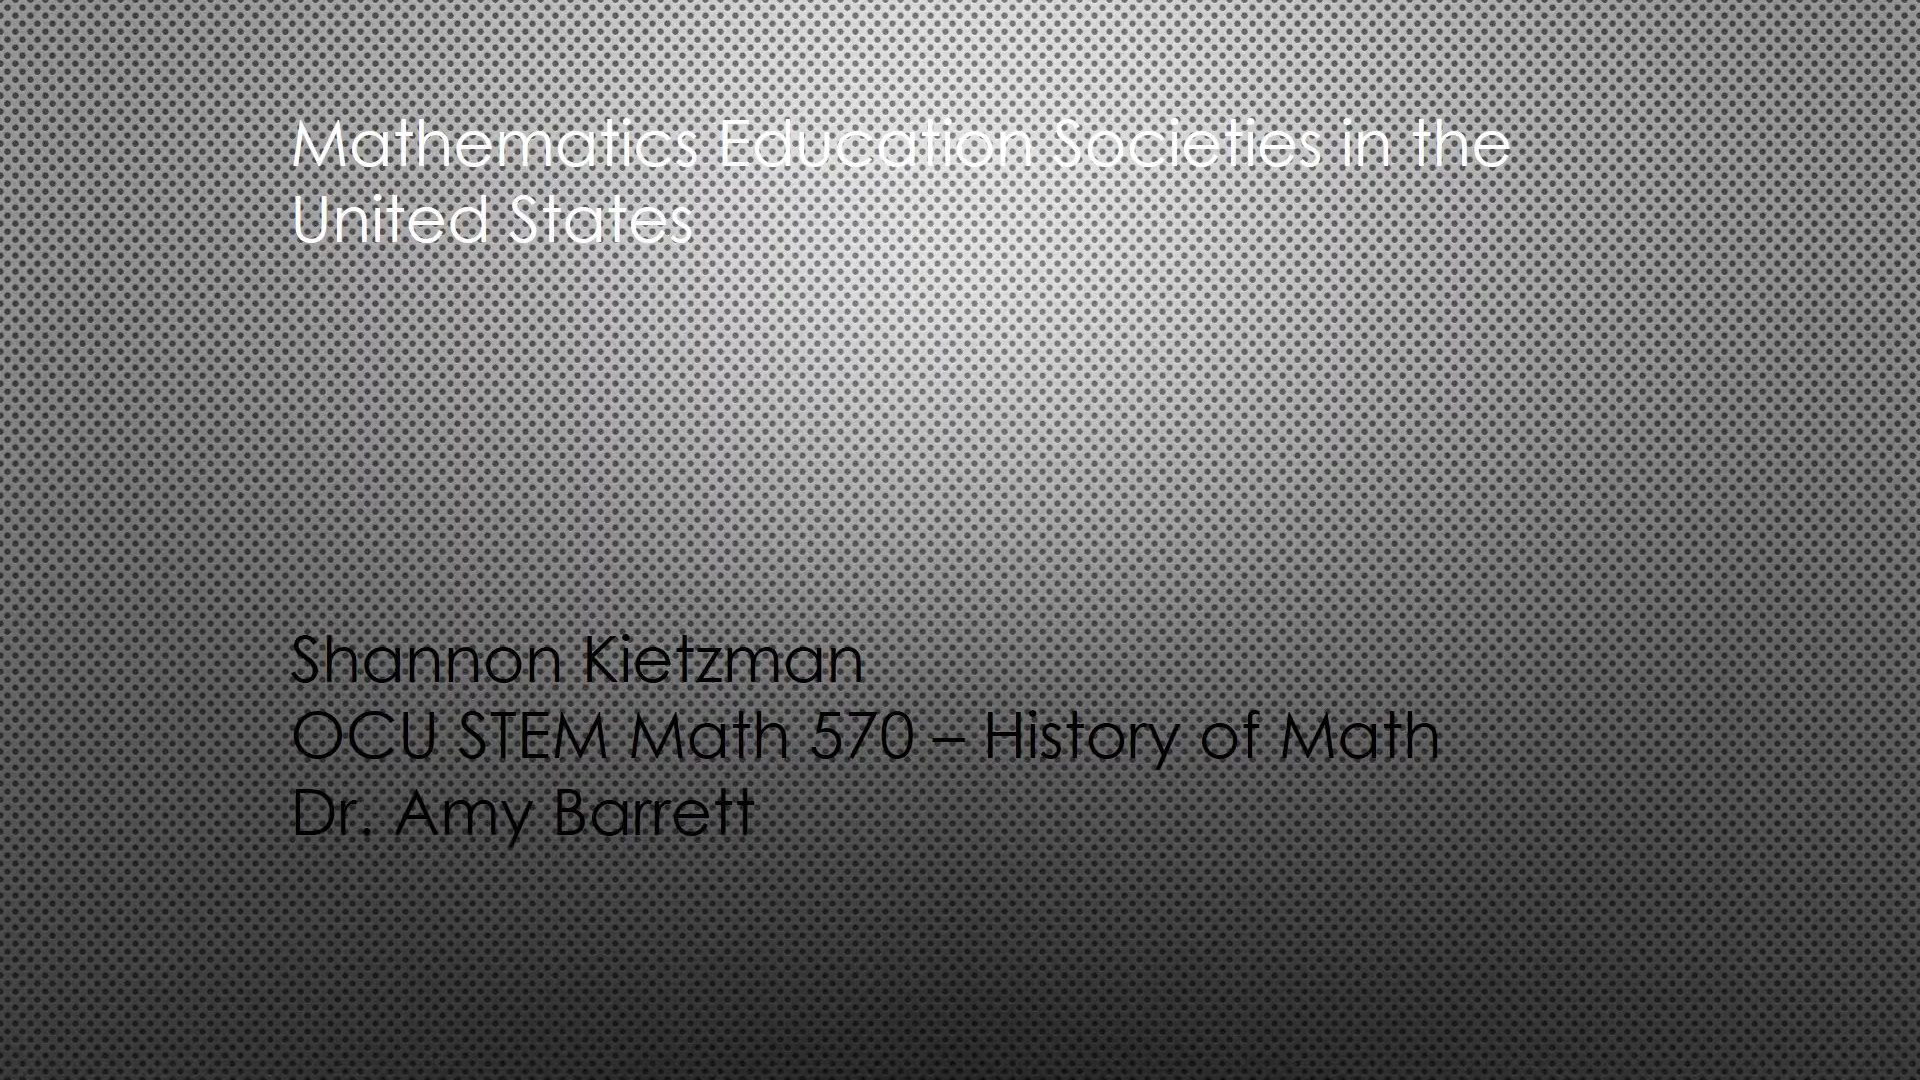 Mathematics Education Societies in the
United States
Shannon Kietzman
OCU STEM Math 570 – History of Math
Dr. Amy Barrett